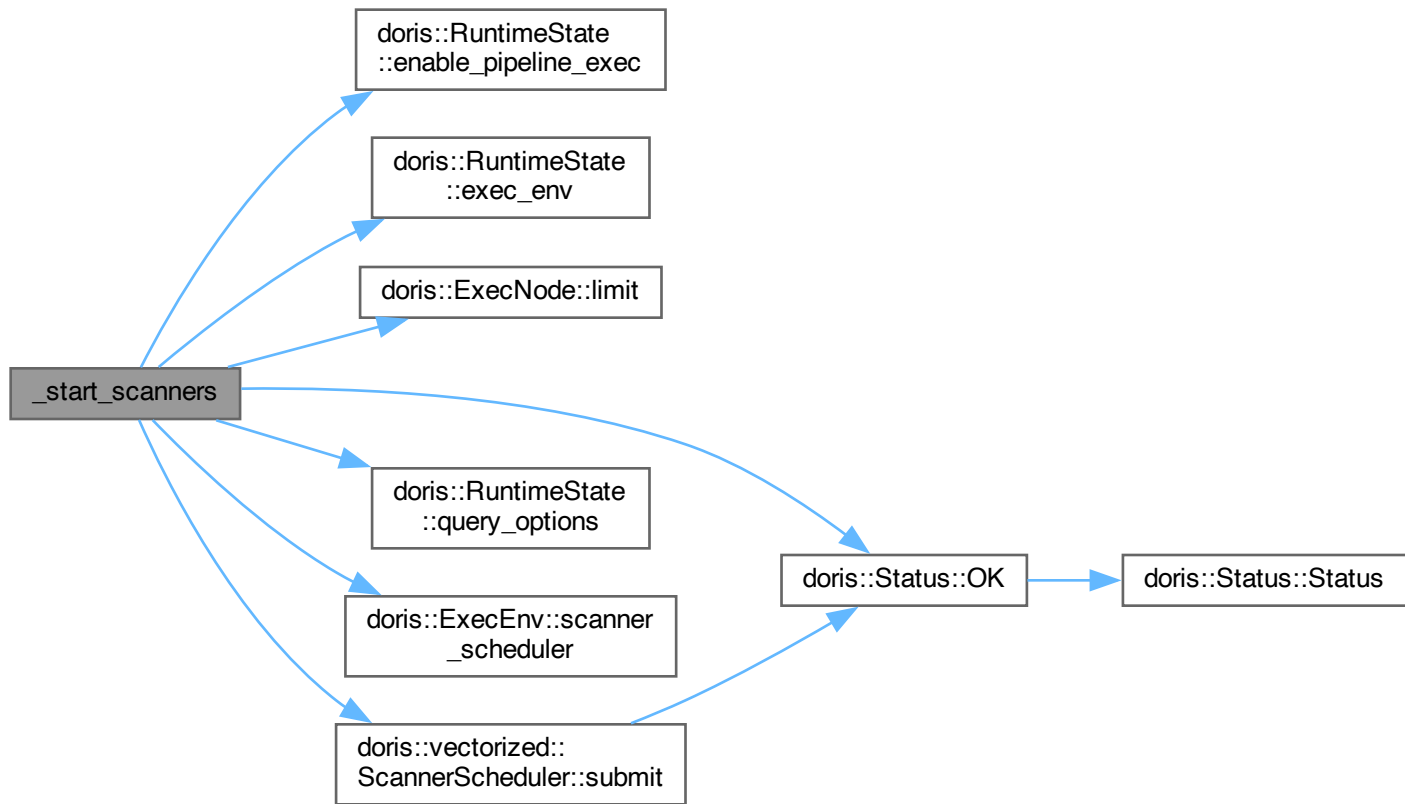 doris::RuntimeState
::enable_pipeline_exec
doris::RuntimeState
::exec_env
doris::ExecNode::limit
_start_scanners
doris::RuntimeState
::query_options
doris::Status::OK
doris::Status::Status
doris::ExecEnv::scanner
_scheduler
doris::vectorized::
ScannerScheduler::submit